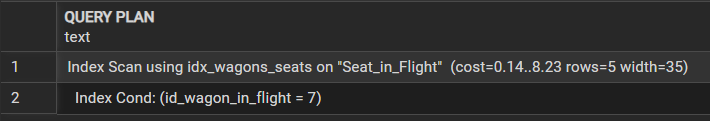 QUERY PLAN
text
1 Index Scan using idx_wagons_seats on "Seat_in_Flight" (cost=0.14..8.23 rows=5 width=35)
2 Index Cond: (id_wagon_in_flight = 7)